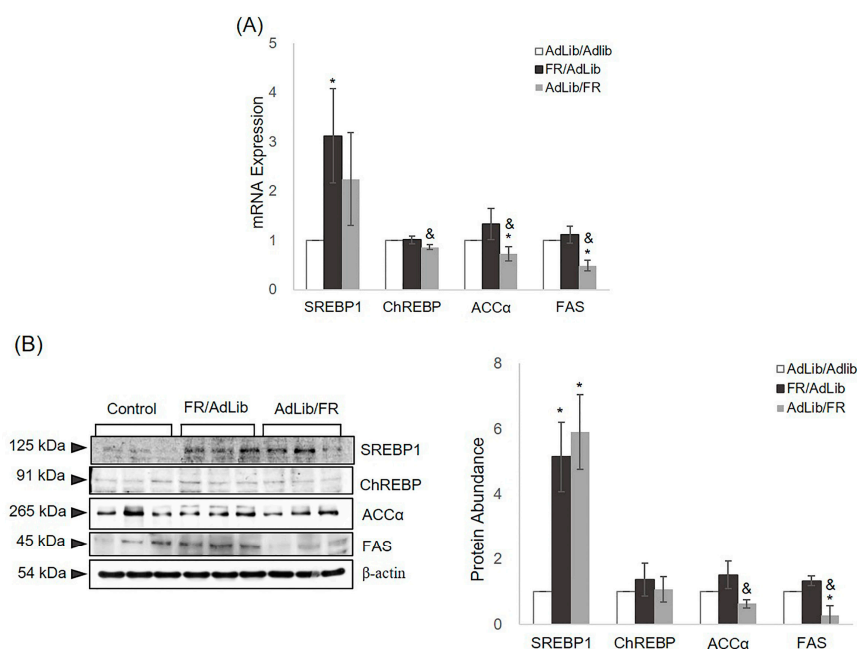 (A)
5
4
3
2
1
0
mRNA Expression
AdLib/Adlib
FR/AdLib
AdLib/FR
*
&
&
*
&
*
SREBP1 ChREBP ACCα FAS
(B)
Control FR/AdLib AdLib/FR
125 kDa SREBP1
91 kDa ChREBP
265 kDa ACCα
45 kDa FAS
54 kDa β-actin
8
6
4
2
0
Protein Abundance
AdLib/Adlib
FR/AdLib
AdLib/FR
* *
&
&
*
SREBP1 ChREBP ACCα FAS